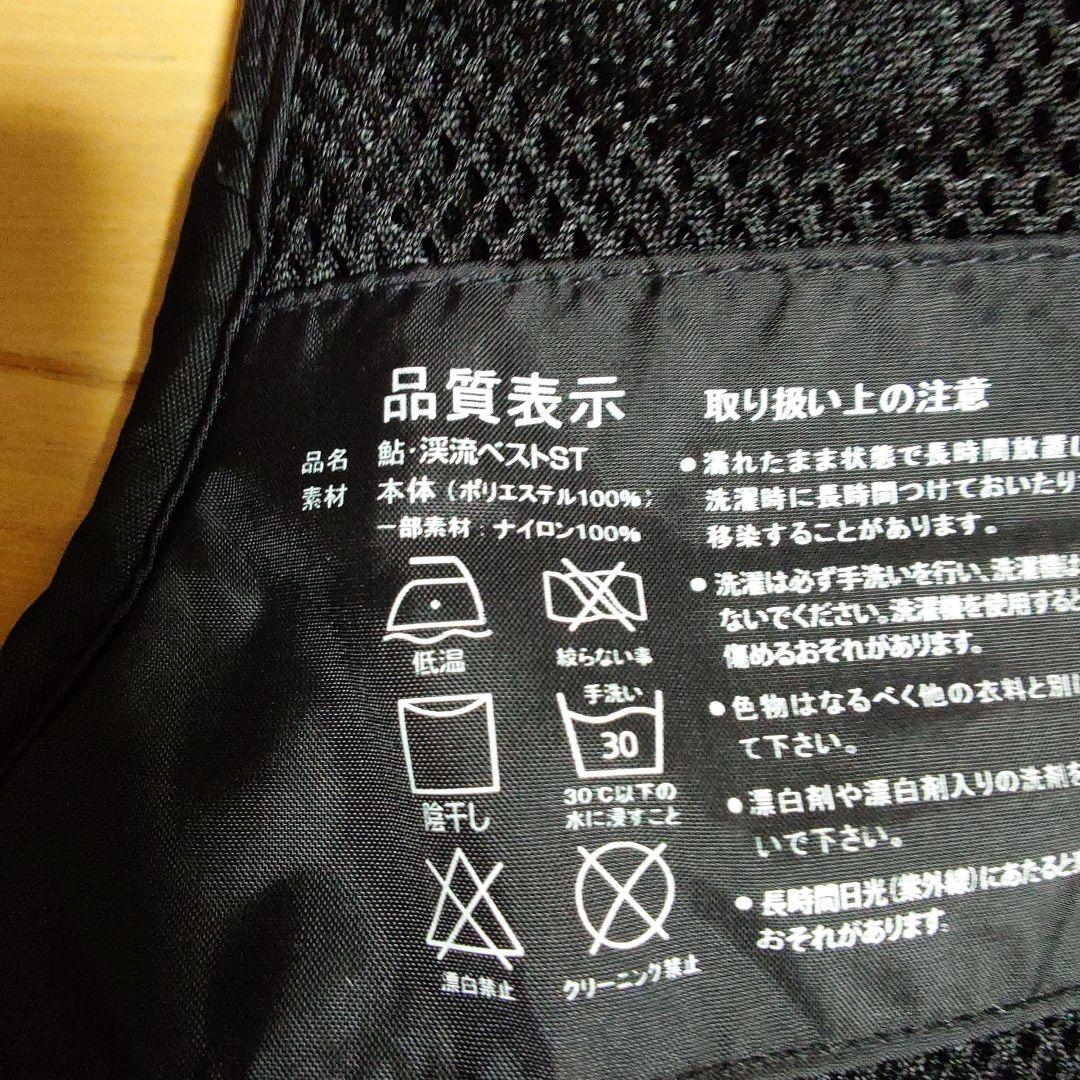 品質表示
品名 鮎・渓流ベストST
素材 本体（ポリエステル100%）
一部素材：ナイロン100%
低温
絞らない事
手洗い
30
陰干し
30℃以下の
水に浸すこと
漂白禁止
クリーニング禁止
取り扱い上の注意
●濡れたまま状態で長時間放置し
洗濯時に長時間つけておいたり
移染することがあります。
●洗濯は必ず手洗いを行い、洗濯機は
ないでください。洗濯機を使用すると
傷めるおそれがあります。
●色物はなるべく他の衣料と別に
て下さい。
●漂白剤や漂白剤入りの洗剤を
いで下さい。
●長時間日光（紫外線）にあたると
おそれがあります。